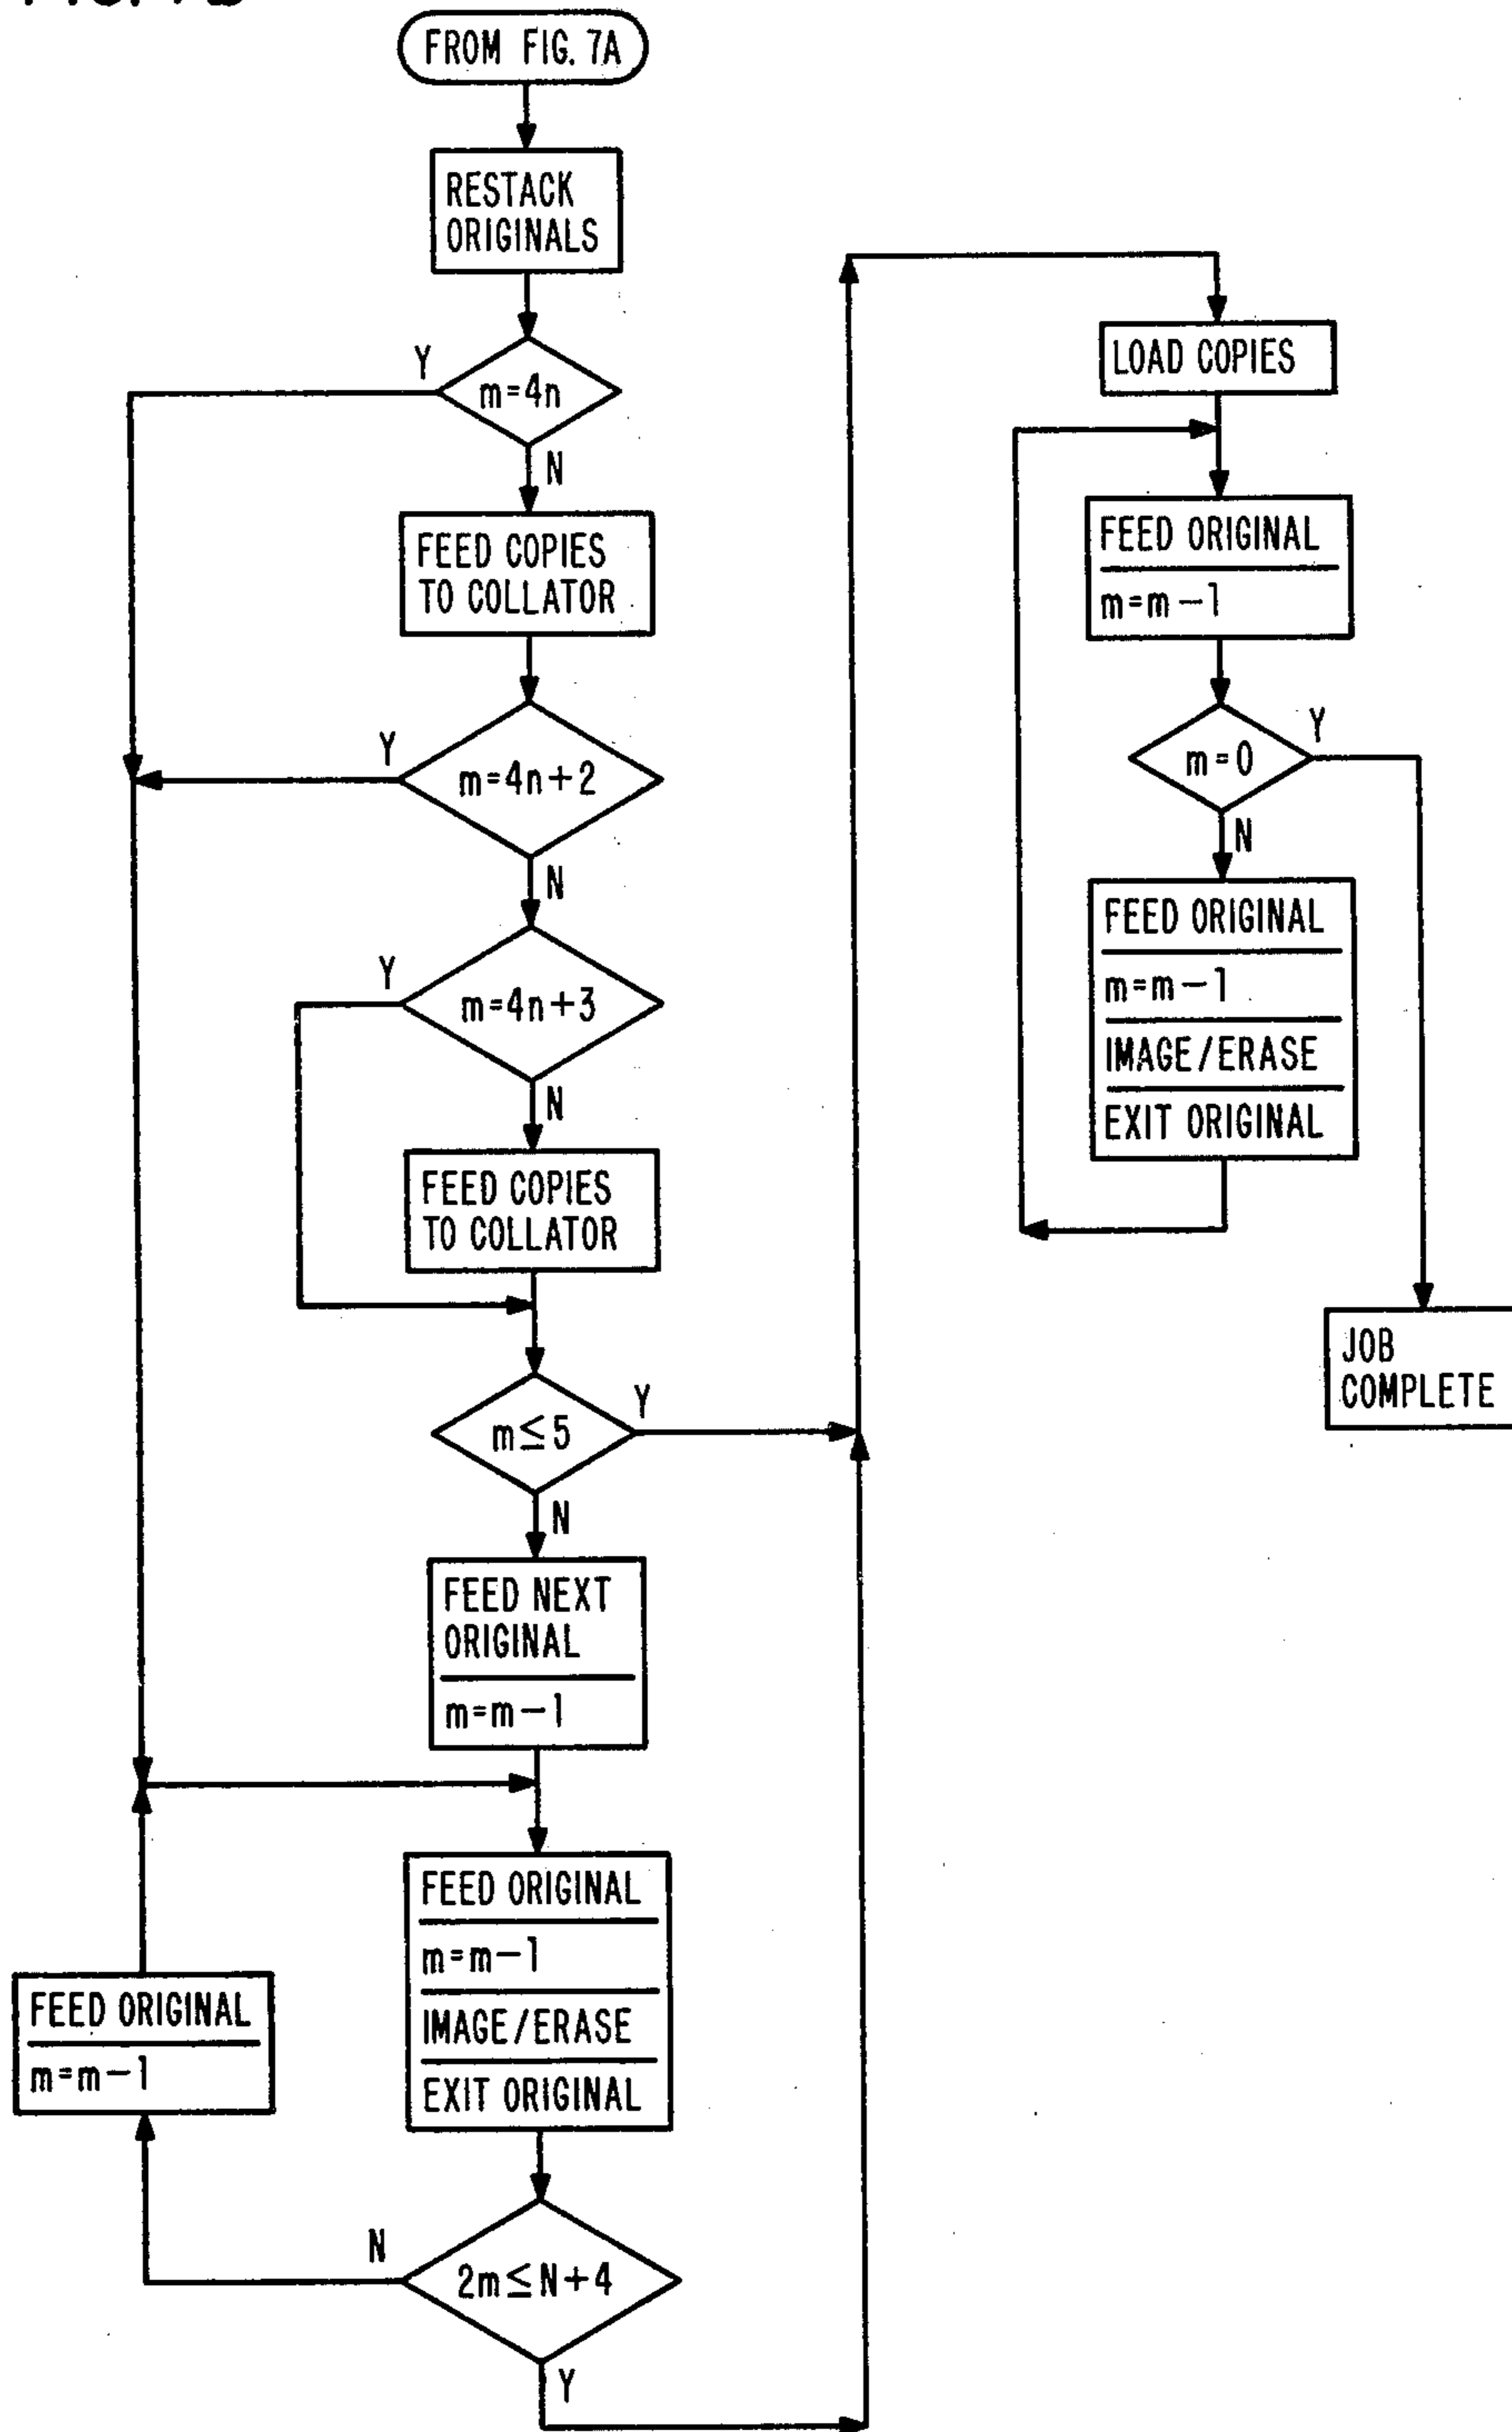 FROM FIG. 7A
RESTACK
ORIGINALS
Y
m=4n
N
FEED COPIES
TO COLLATOR
Y
m=4n+2
N
Y
m=4n+3
N
FEED COPIES
TO COLLATOR
Y
m≦5
N
FEED NEXT
ORIGINAL
m=m-1
FEED ORIGINAL
m=m-1
IMAGE/ERASE
EXIT ORIGINAL
FEED ORIGINAL
m=m-1
N
2m≦N+4
Y
LOAD COPIES
FEED ORIGINAL
m=m-1
Y
m=0
N
FEED ORIGINAL
m=m-1
IMAGE/ERASE
EXIT ORIGINAL
JOB
COMPLETE